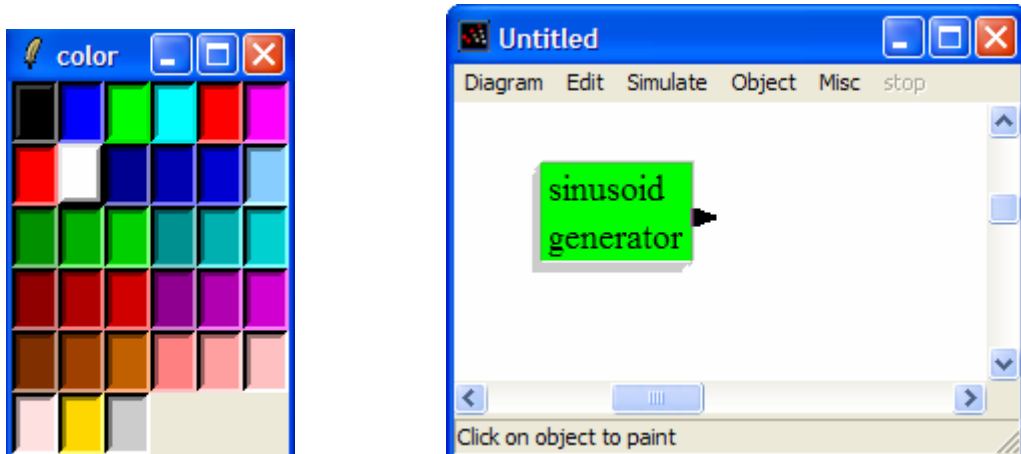 color
Untitled
Diagram Edit Simulate Object Misc stop
sinusoid
generator
Click on object to paint